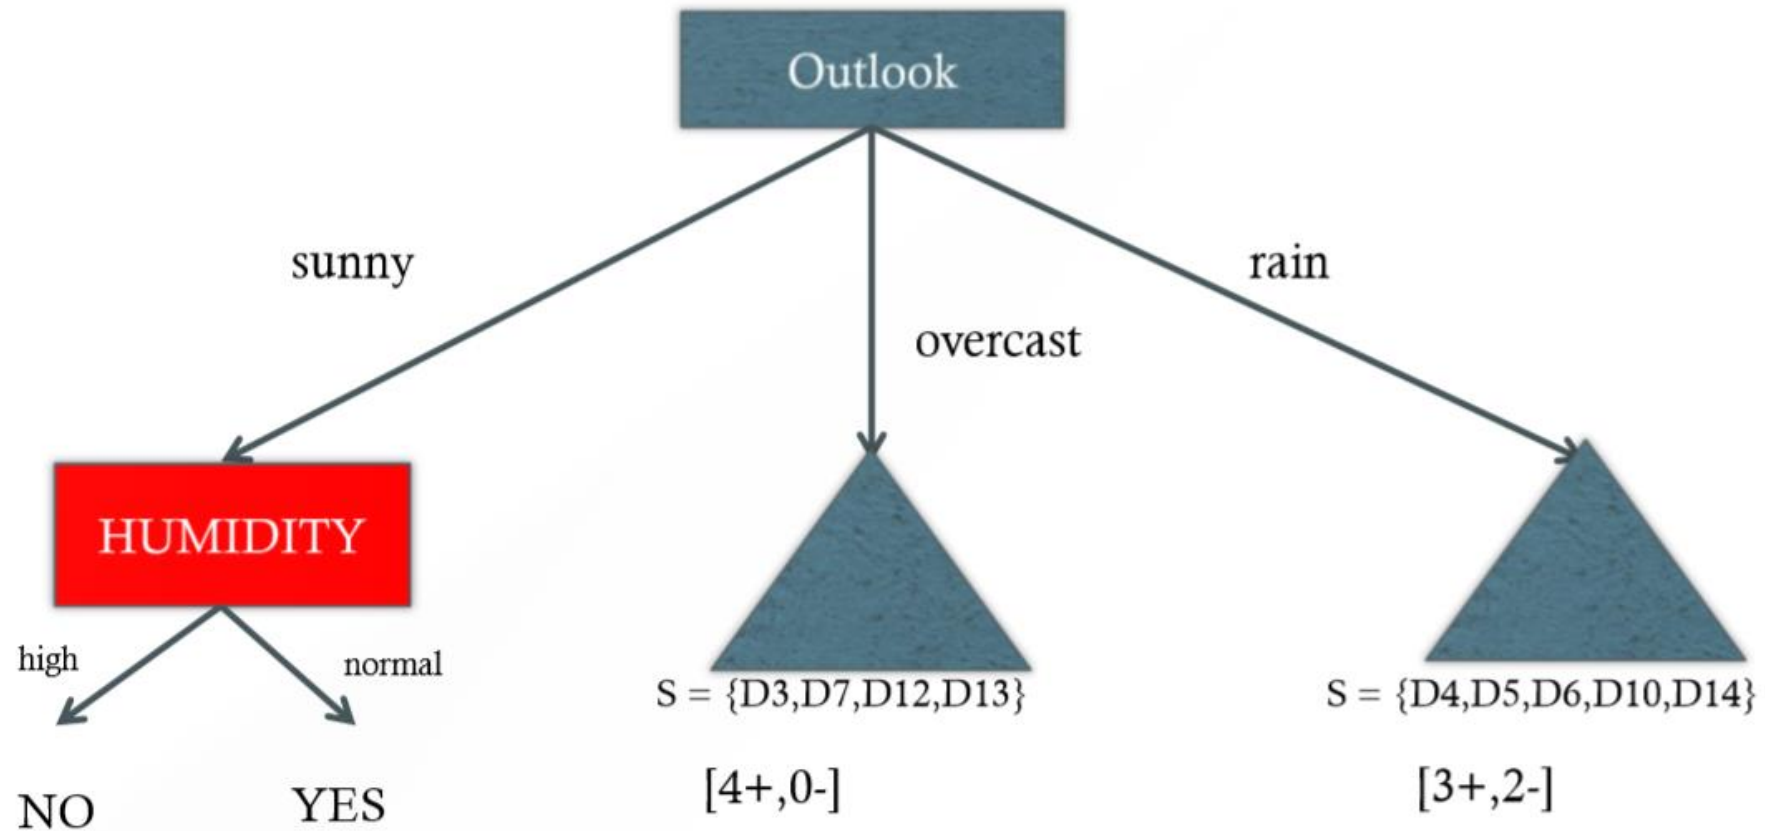 Outlook
sunny
rain
overcast
HUMIDITY
high
normal
S = {D3,D7,D12,D13}
S = {D4,D5,D6,D10,D14}
NO
YES
[4+,0-]
[3+,2-]